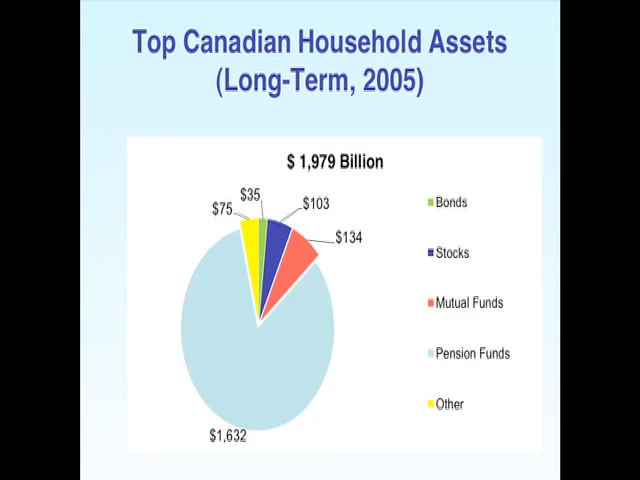 Top Canadian Household Assets
(Long-Term, 2005)
$ 1,979 Billion
$35
$75
$103
$134
$1,632
Bonds
Stocks
Mutual Funds
Pension Funds
Other